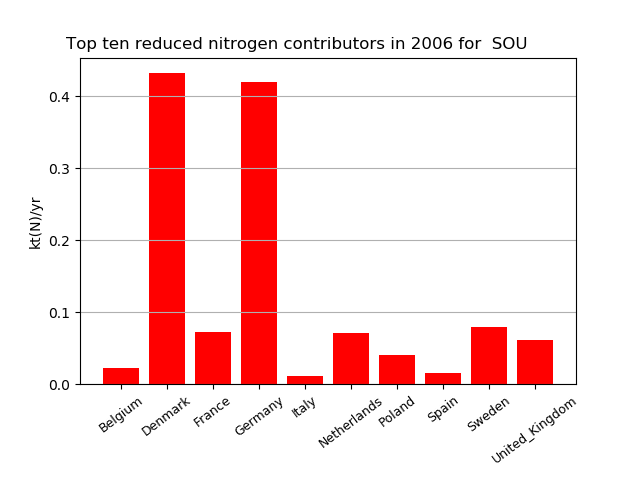 Top ten reduced nitrogen contributors in 2006 for  SOU
kt(N)/yr
0.4
0.3
0.2
0.1
0.0
Belgium
Denmark
France
Germany
Italy
Netherlands
Poland
Spain
Sweden
United_Kingdom